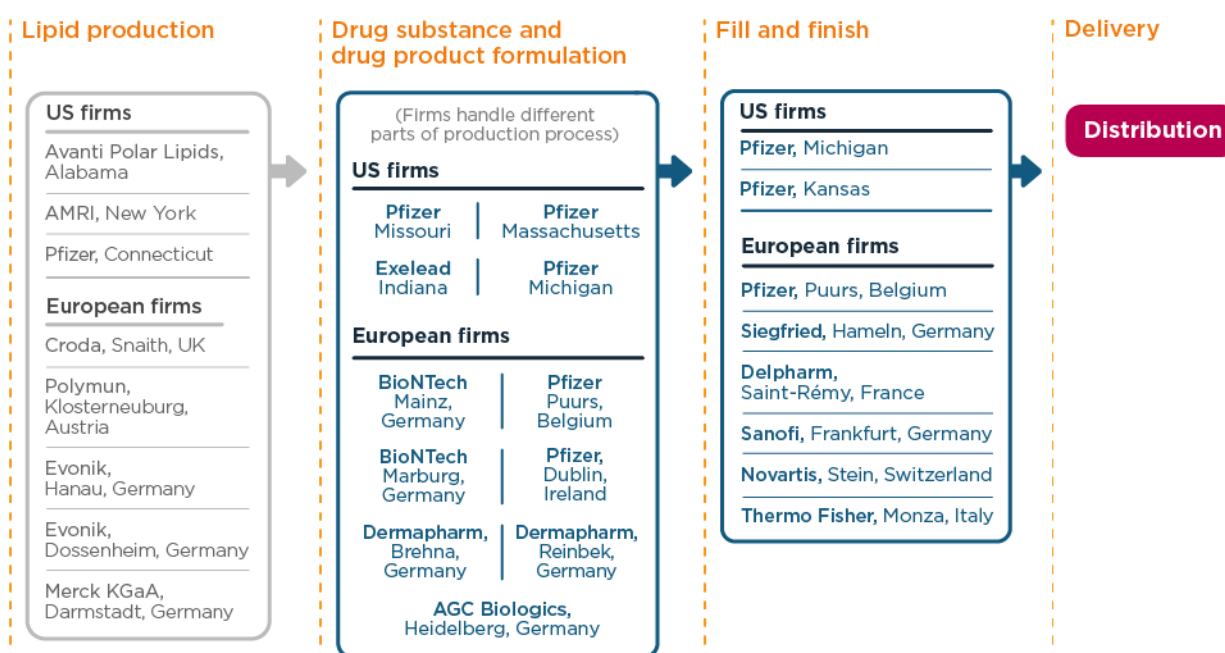 Lipid production
US firms
Avanti Polar Lipids,
Alabama
AMRI, New York
Pfizer, Connecticut
European firms
Croda, Snaith, UK
Polymun,
Klosterneuburg,
Austria
Evonik,
Hanau, Germany
Evonik,
Dossenheim, Germany
Merck KGaA,
Darmstadt, Germany
Drug substance and
drug product formulation
(Firms handle different
parts of production process)
US firms
Pfizer
Missouri
Pfizer
Massachusetts
Exelead
Indiana
Pfizer
Michigan
European firms
BioNTech
Mainz,
Germany
Pfizer
Puurs,
Belgium
BioNTech
Marburg,
Germany
Pfizer,
Dublin,
Ireland
Dermapharm,
Brehna,
Germany
Dermapharm,
Reinbek,
Germany
AGC Biologics,
Heidelberg, Germany
Fill and finish
US firms
Pfizer, Michigan
Pfizer, Kansas
European firms
Pfizer, Puurs, Belgium
Siegfried, Hameln, Germany
Delpharm,
Saint-Rémy, France
Sanofi, Frankfurt, Germany
Novartis, Stein, Switzerland
Thermo Fisher, Monza, Italy
Delivery
Distribution